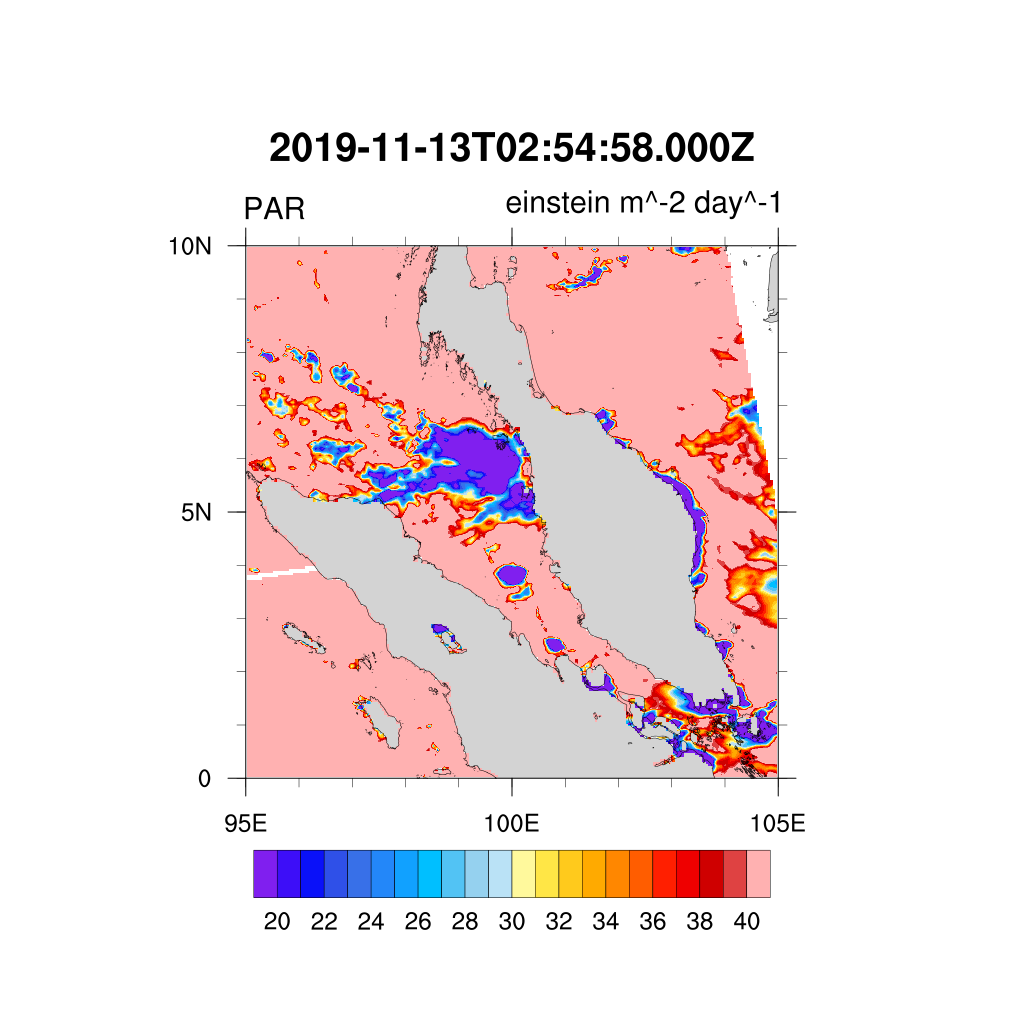 2019-11-13T02:54:58.000Z
PAR einstein m^-2 day^-1
10N
5N
0
95E 100E 105E
20 22 24 26 28 30 32 34 36 38 40